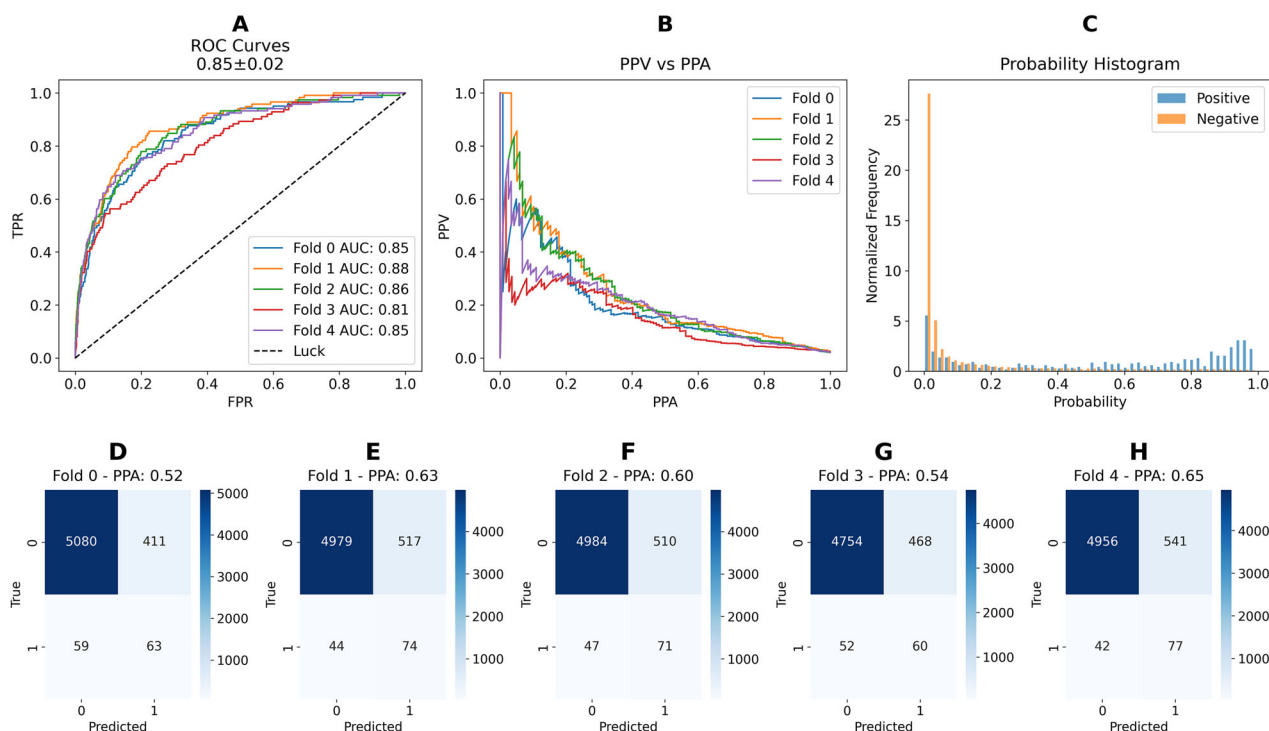 A
ROC Curves
0.85±0.02
1.0
0.8
0.6
0.4
0.2
0.0
TPR
0.0 0.2 0.4 0.6 0.8 1.0
FPR
Fold 0 AUC: 0.85
Fold 1 AUC: 0.88
Fold 2 AUC: 0.86
Fold 3 AUC: 0.81
Fold 4 AUC: 0.85
Luck
B
PPV vs PPA
1.0
0.8
0.6
0.4
0.2
0.0
PPV
0.0 0.2 0.4 0.6 0.8 1.0
PPA
Fold 0
Fold 1
Fold 2
Fold 3
Fold 4
C
Probability Histogram
25
20
15
10
5
0
Normalized Frequency
0.0 0.2 0.4 0.6 0.8 1.0
Probability
Positive
Negative
D
Fold 0 - PPA: 0.52
0
1
True
5080 411
59 63
0 1
Predicted
5000
4000
3000
2000
1000
E
Fold 1 - PPA: 0.63
0
1
True
4979 517
44 74
0 1
Predicted
4000
3000
2000
1000
F
Fold 2 - PPA: 0.60
0
1
True
4984 510
47 71
0 1
Predicted
4000
3000
2000
1000
G
Fold 3 - PPA: 0.54
0
1
True
4754 468
52 60
0 1
Predicted
4000
3000
2000
1000
H
Fold 4 - PPA: 0.65
0
1
True
4956 541
42 77
0 1
Predicted
4000
3000
2000
1000